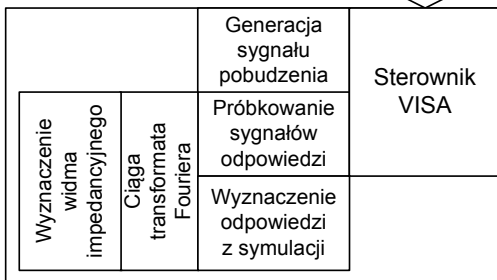 Generacja
sygnału
pobudzenia
Sterownik
VISA
Wyznaczenie
widma
impedancyjnego
Ciąga
transformata
Fouriera
Próbkowanie
sygnałów
odpowiedzi
Wyznaczenie
odpowiedzi
z symulacji